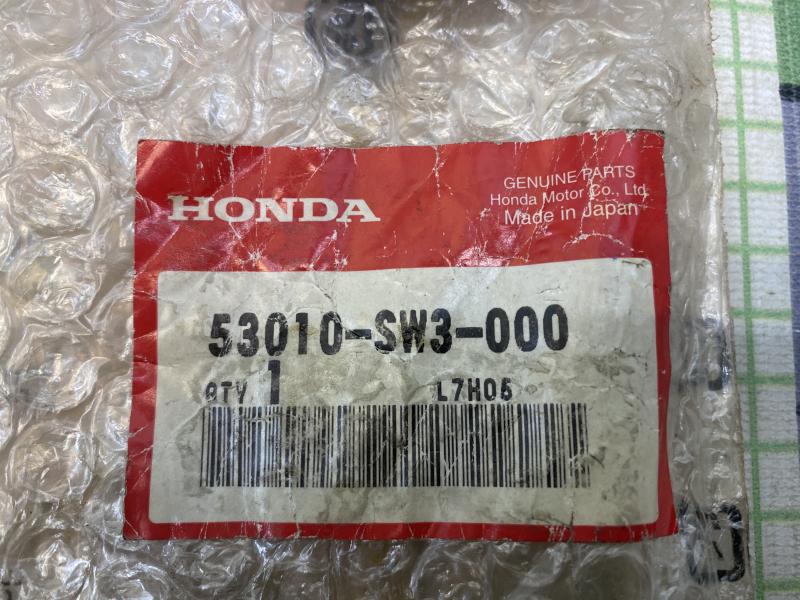 HONDA
GENUINE PARTS
Honda Motor Co., Ltd.
Made in Japan
53010-SW3-000
QTY 1 L7H05